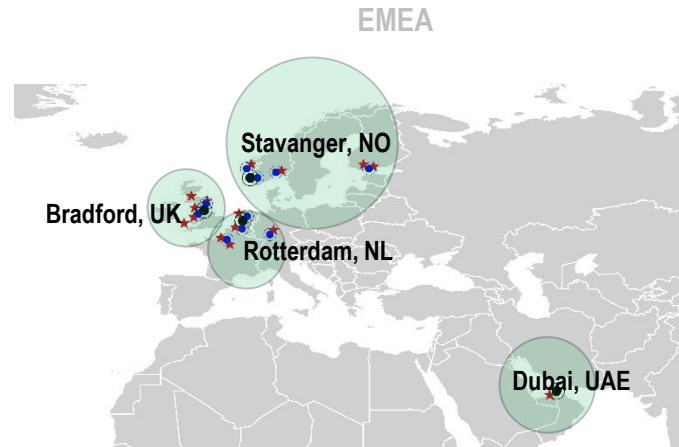 EMEA
Stavanger, NO
Bradford, UK
Rotterdam, NL
Dubai, UAE